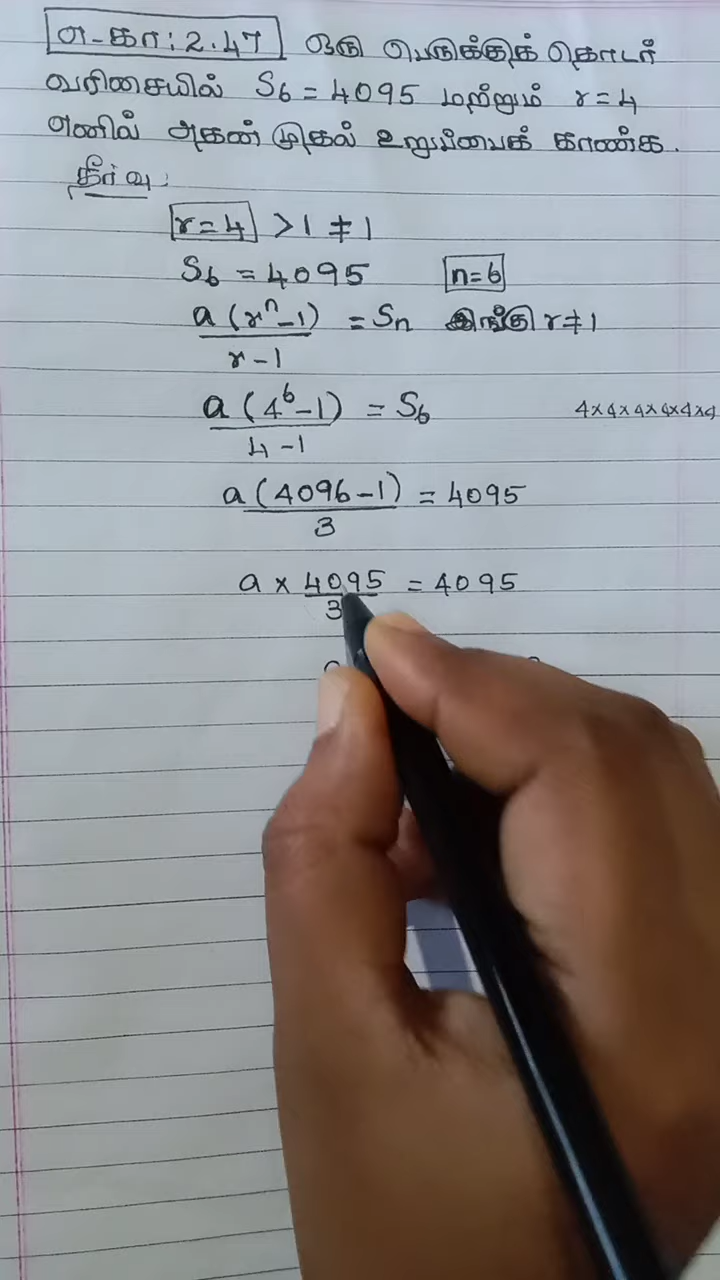 எ-கா: 2.47 ஒரு பெருக்குத் தொடர்
வரிசையில் S₆ = 4095 மற்றும் r = 4
எனில் அதன் முதல் உறுப்பைக் காண்க.
தீர்வு:
r = 4 > 1 ≠ 1
S₆ = 4095 n = 6
a (rⁿ - 1) / r - 1 = Sₙ இங்கு r ≠ 1
a (4⁶ - 1) / 4 - 1 = S₆ 4×4×4×4×4×4
a (4096 - 1) / 3 = 4095
a × 4095 / 3 = 4095